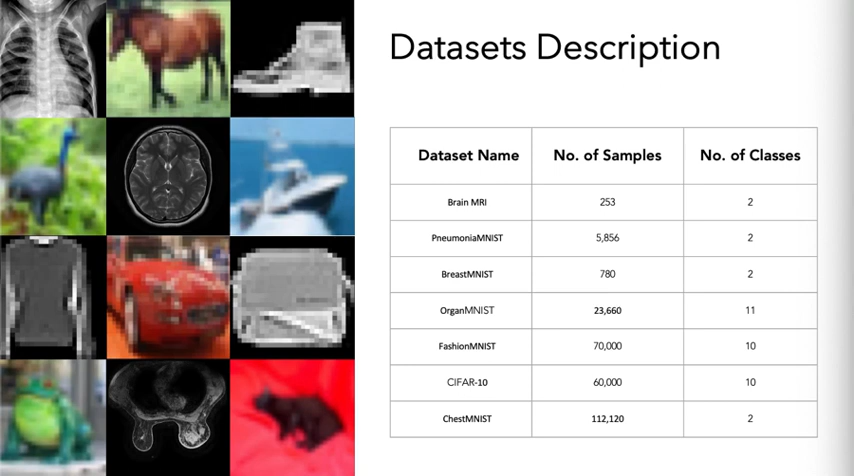 Datasets Description
Dataset Name No. of Samples No. of Classes
Brain MRI 253 2
PneumoniaMNIST 5,856 2
BreastMNIST 780 2
OrganMNIST 23,660 11
FashionMNIST 70,000 10
CIFAR-10 60,000 10
ChestMNIST 112,120 2